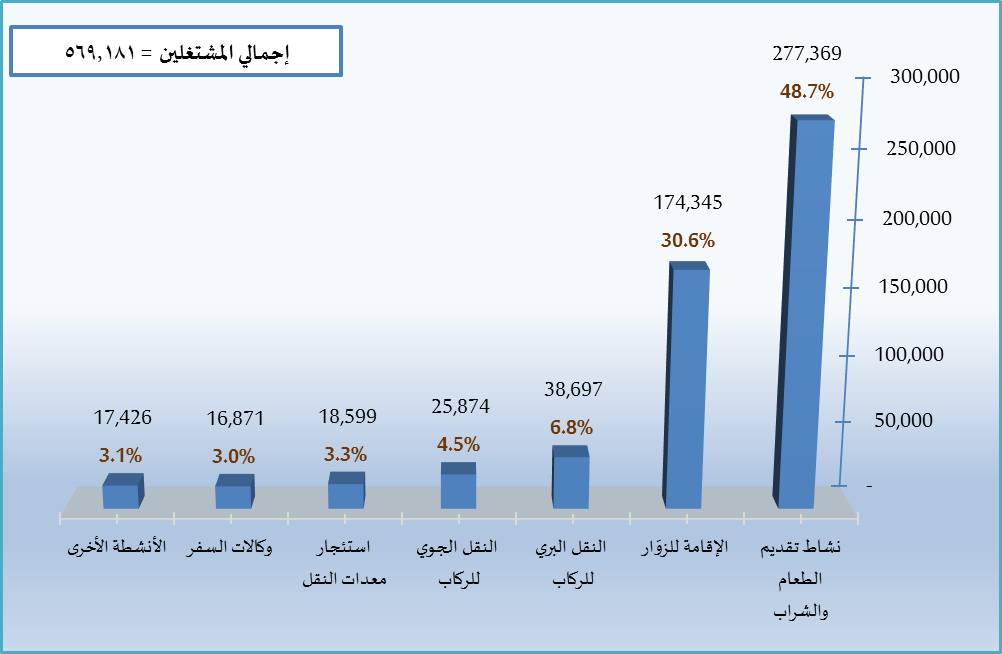 إجمالي المشتغلين = ٥٦٩,١٨١
277,369
48.7%
174,345
30.6%
38,697
6.8%
25,874
4.5%
18,599
3.3%
16,871
3.0%
17,426
3.1%
300,000
250,000
200,000
150,000
100,000
50,000
-
نشاط تقديم
الطعام
والشراب
الإقامة للزوّار
النقل البري
للركاب
النقل الجوي
للركاب
استئجار
معدات النقل
وكالات السفر
الأنشطة الأخرى